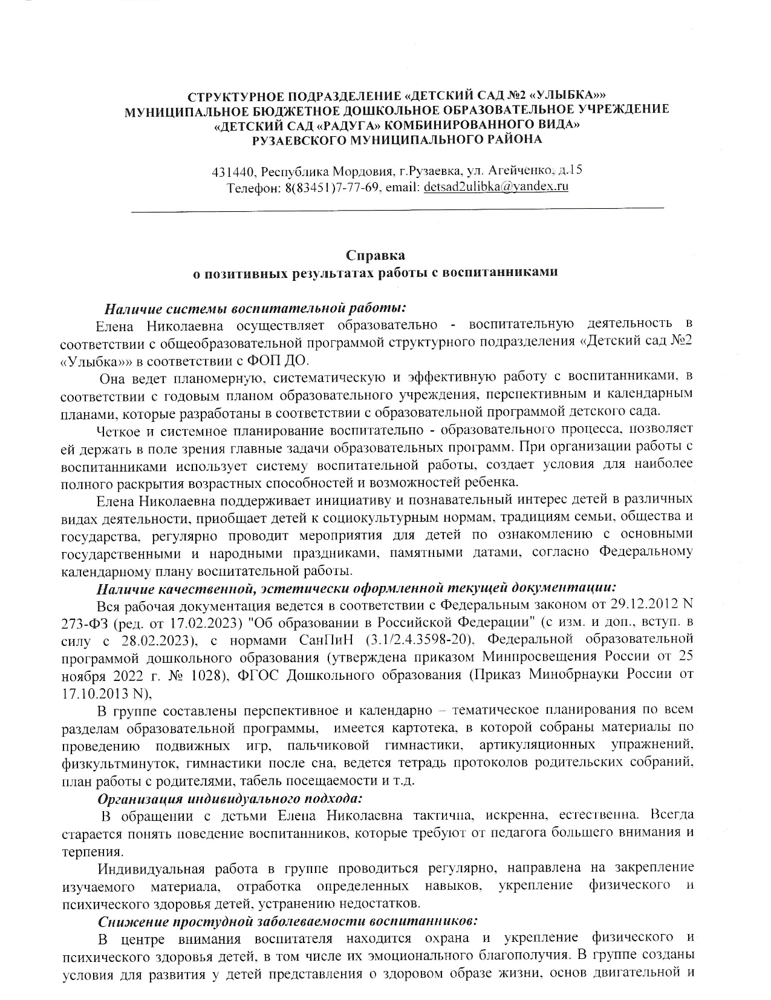 СТРУКТУРНОЕ ПОДРАЗДЕЛЕНИЕ «ДЕТСКИЙ САД №2 «УЛЫБКА»»
МУНИЦИПАЛЬНОЕ БЮДЖЕТНОЕ ДОШКОЛЬНОЕ ОБРАЗОВАТЕЛЬНОЕ УЧРЕЖДЕНИЕ
«ДЕТСКИЙ САД «РАДУГА» КОМБИНИРОВАННОГО ВИДА»
РУЗАЕВСКОГО МУНИЦИПАЛЬНОГО РАЙОНА
431440, Республика Мордовия, г.Рузаевка, ул. Агейченко, д.15
Телефон: 8(83451)7-77-69, email: detsad2ulibka@yandex.ru
Справка
о позитивных результатах работы с воспитанниками
Наличие системы воспитательной работы:
Елена Николаевна осуществляет образовательно - воспитательную деятельность в
соответствии с общеобразовательной программой структурного подразделения «Детский сад №2
«Улыбка»» в соответствии с ФОП ДО.
Она ведет планомерную, систематическую и эффективную работу с воспитанниками, в
соответствии с годовым планом образовательного учреждения, перспективным и календарным
планами, которые разработаны в соответствии с образовательной программой детского сада.
Четкое и системное планирование воспитательно - образовательного процесса, позволяет
ей держать в поле зрения главные задачи образовательных программ. При организации работы с
воспитанниками использует систему воспитательной работы, создает условия для наиболее
полного раскрытия возрастных способностей и возможностей ребенка.
Елена Николаевна поддерживает инициативу и познавательный интерес детей в различных
видах деятельности, приобщает детей к социокультурным нормам, традициям семьи, общества и
государства, регулярно проводит мероприятия для детей по ознакомлению с основными
государственными и народными праздниками, памятными датами, согласно Федеральному
календарному плану воспитательной работы.
Наличие качественной, эстетически оформленной текущей документации:
Вся рабочая документация ведется в соответствии с Федеральным законом от 29.12.2012 N
273-ФЗ (ред. от 17.02.2023) "Об образовании в Российской Федерации" (с изм. и доп., вступ. в
силу с 28.02.2023), с нормами СанПиН (3.1/2.4.3598-20), Федеральной образовательной
программой дошкольного образования (утверждена приказом Минпросвещения России от 25
ноября 2022 г. № 1028), ФГОС Дошкольного образования (Приказ Минобрнауки России от
17.10.2013 N),
В группе составлены перспективное и календарно – тематическое планирования по всем
разделам образовательной программы, имеется картотека, в которой собраны материалы по
проведению подвижных игр, пальчиковой гимнастики, артикуляционных упражнений,
физкультминуток, гимнастики после сна, ведется тетрадь протоколов родительских собраний,
план работы с родителями, табель посещаемости и т.д.
Организация индивидуального подхода:
В обращении с детьми Елена Николаевна тактична, искренна, естественна. Всегда
старается понять поведение воспитанников, которые требуют от педагога большего внимания и
терпения.
Индивидуальная работа в группе проводиться регулярно, направлена на закрепление
изучаемого материала, отработка определенных навыков, укрепление физического и
психического здоровья детей, устранению недостатков.
Снижение простудной заболеваемости воспитанников:
В центре внимания воспитателя находится охрана и укрепление физического и
психического здоровья детей, в том числе их эмоционального благополучия. В группе созданы
условия для развития у детей представления о здоровом образе жизни, основ двигательной и